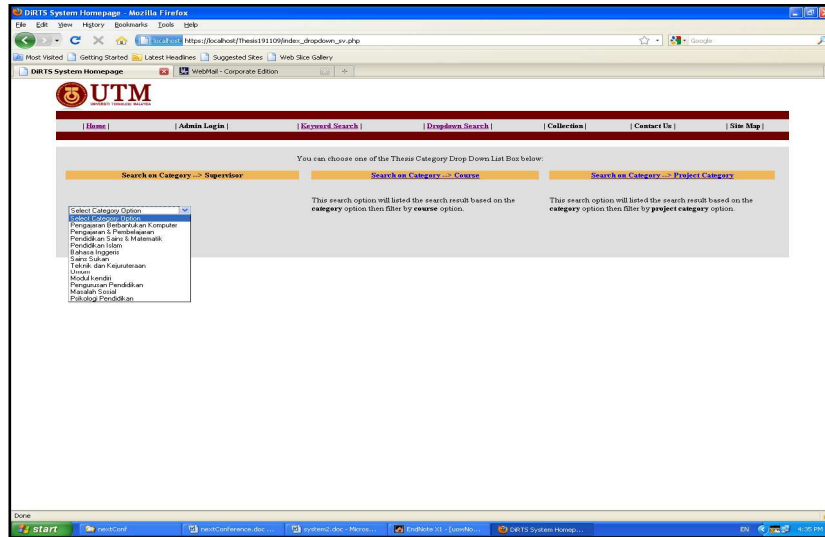 DiRTS System Homepage - Mozilla Firefox
File Edit View History Bookmarks Tools Help
localhost https://localhost/Thesis191109/index_dropdown_sv.php
Google
Most Visited Getting Started Latest Headlines Suggested Sites Web Slice Gallery
DiRTS System Homepage WebMail - Corporate Edition
UTM
UNIVERSITI TEKNOLOGI MALAYSIA
| Home | | Admin Login | | Keyword Search | | Dropdown Search | | Collection | | Contact Us | | Site Map |
You can choose one of the Thesis Category Drop Down List Box below:
Search on Category --> Supervisor Search on Category --> Course Search on Category --> Project Category
This search option will listed the search result based on the
category option then filter by course option.
This search option will listed the search result based on the
category option then filter by project category option.
Select Category Option
Select Category Option
Pengajaran Berbantukan Komputer
Pengajaran & Pembelajaran
Pendidikan Sains & Matematik
Pendidikan Islam
Bahasa Inggeris
Sains Sukan
Teknik dan Kejuruteraan
Umum
Modul kendiri
Pengurusan Pendidikan
Masalah Sosial
Psikologi Pendidikan
Done
start nextConf nextConference.doc ... system2.doc - Micros... EndNote X1 - [uowNo... DiRTS System Homep... EN 4:35 PM